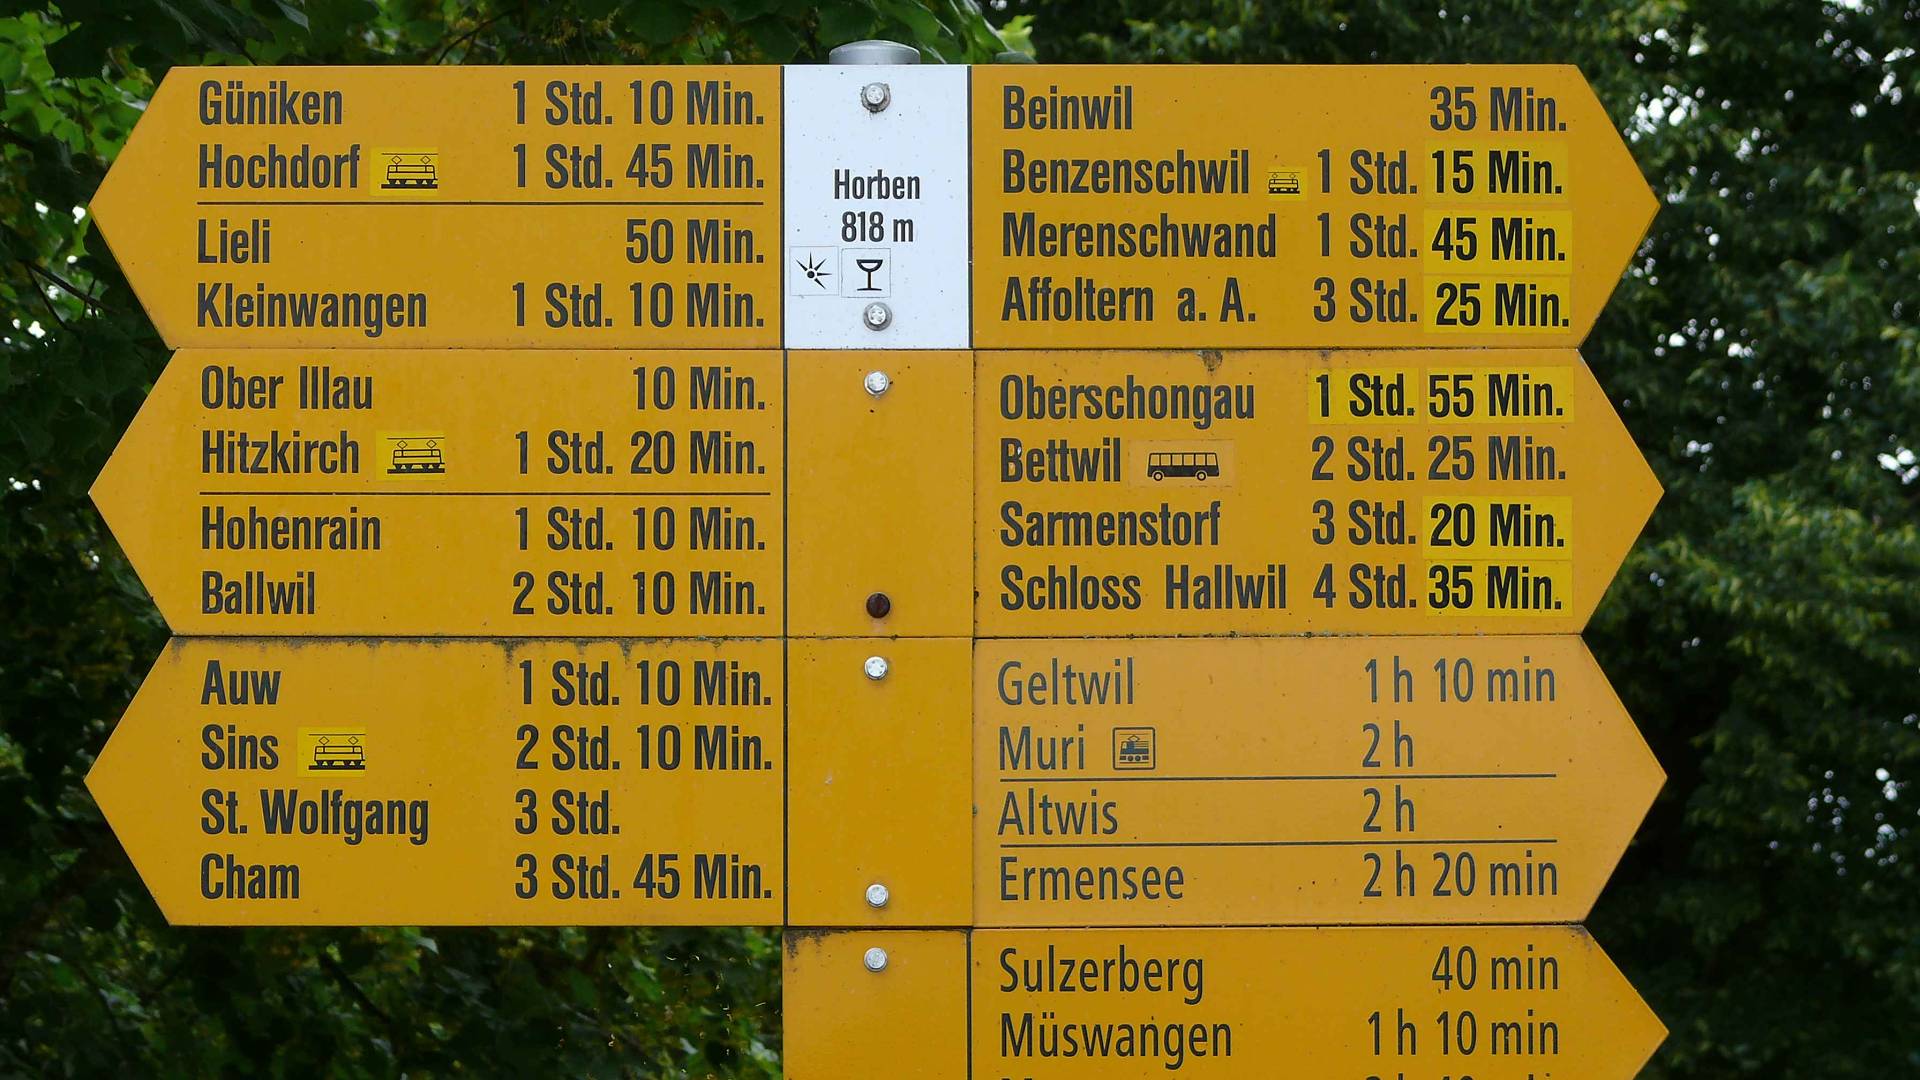 Güniken 1 Std. 10 Min.
Hochdorf 1 Std. 45 Min.
Lieli 50 Min.
Kleinwangen 1 Std. 10 Min.
Horben
818 m
Beinwil 35 Min.
Benzenschwil 1 Std. 15 Min.
Merenschwand 1 Std. 45 Min.
Affoltern a. A. 3 Std. 25 Min.
Ober Illau 10 Min.
Hitzkirch 1 Std. 20 Min.
Hohenrain 1 Std. 10 Min.
Ballwil 2 Std. 10 Min.
Oberschongau 1 Std. 55 Min.
Bettwil 2 Std. 25 Min.
Sarmenstorf 3 Std. 20 Min.
Schloss Hallwil 4 Std. 35 Min.
Auw 1 Std. 10 Min.
Sins 2 Std. 10 Min.
St. Wolfgang 3 Std.
Cham 3 Std. 45 Min.
Geltwil 1 h 10 min
Muri 2 h
Altwis 2 h
Ermensee 2 h 20 min
Sulzerberg 40 min
Müswangen 1 h 10 min